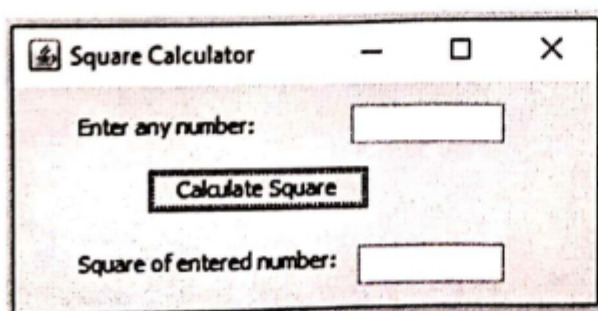 Square Calculator
Enter any number:
Calculate Square
Square of entered number: